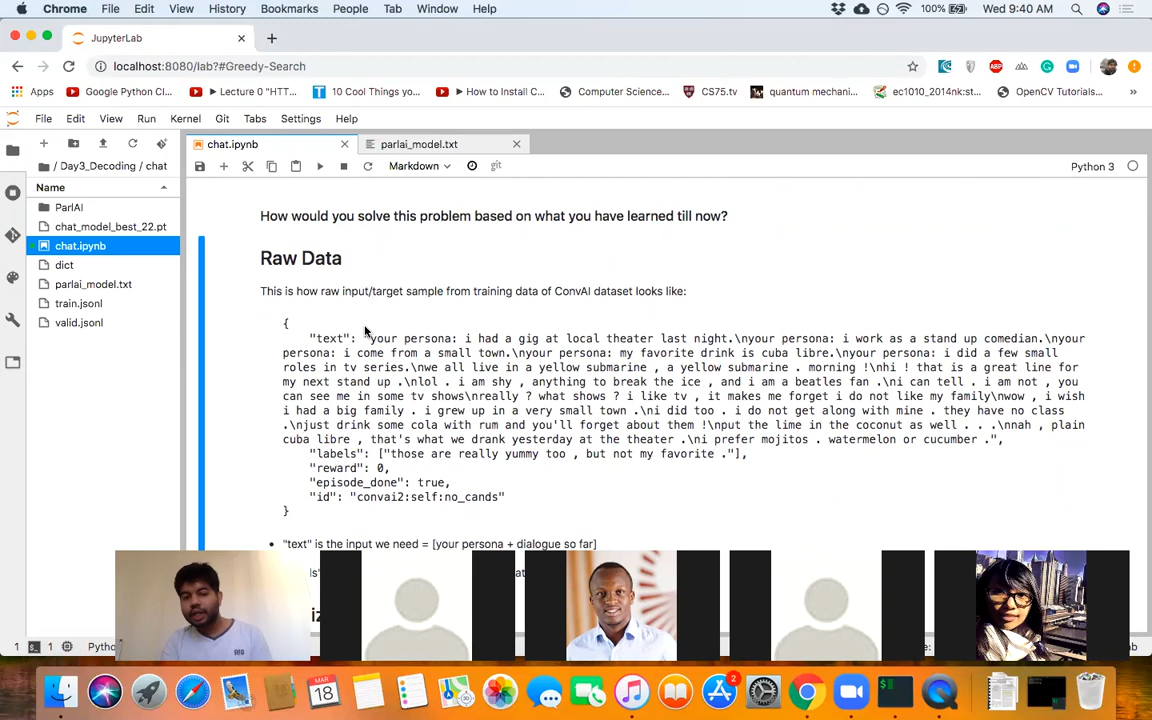 Chrome File Edit View History Bookmarks People Tab Window Help 100% Wed 9:40 AM
JupyterLab
localhost:8080/lab?#Greedy-Search
Apps Google Python Cl... Lecture 0 "HTT... 10 Cool Things yo... How to Install C... Computer Science... CS75.tv quantum mechani... ec1010_2014nk:st... OpenCV Tutorials...
File Edit View Run Kernel Git Tabs Settings Help
chat.ipynb parlai_model.txt
/ Day3_Decoding / chat Markdown git Python 3
Name
ParlAI
chat_model_best_22.pt
chat.ipynb
dict
parlai_model.txt
train.jsonl
valid.jsonl
How would you solve this problem based on what you have learned till now?
Raw Data
This is how raw input/target sample from training data of ConvAI dataset looks like:
{
"text": "your persona: i had a gig at local theater last night.\nyour persona: i work as a stand up comedian.\nyour
persona: i come from a small town.\nyour persona: my favorite drink is cuba libre.\nyour persona: i did a few small
roles in tv series.\nwe all live in a yellow submarine , a yellow submarine . morning !\nhi ! that is a great line for
my next stand up .\nlol . i am shy , anything to break the ice , and i am a beatles fan .\ni can tell . i am not , you
can see me in some tv shows\nreally ? what shows ? i like tv , it makes me forget i do not like my family\nwow , i wish
i had a big family . i grew up in a very small town .\ni did too . i do not get along with mine . they have no class
.\njust drink some cola with rum and you'll forget about them !\nput the lime in the coconut as well . . .\nnah , plain
cuba libre , that's what we drank yesterday at the theater .\ni prefer mojitos . watermelon or cucumber .",
"labels": ["those are really yummy too , but not my favorite ."],
"reward": 0,
"episode_done": true,
"id": "convai2:self:no_cands"
}
"text" is the input we need = [your persona + dialogue so far]
1 Pytho
MAR
18
2